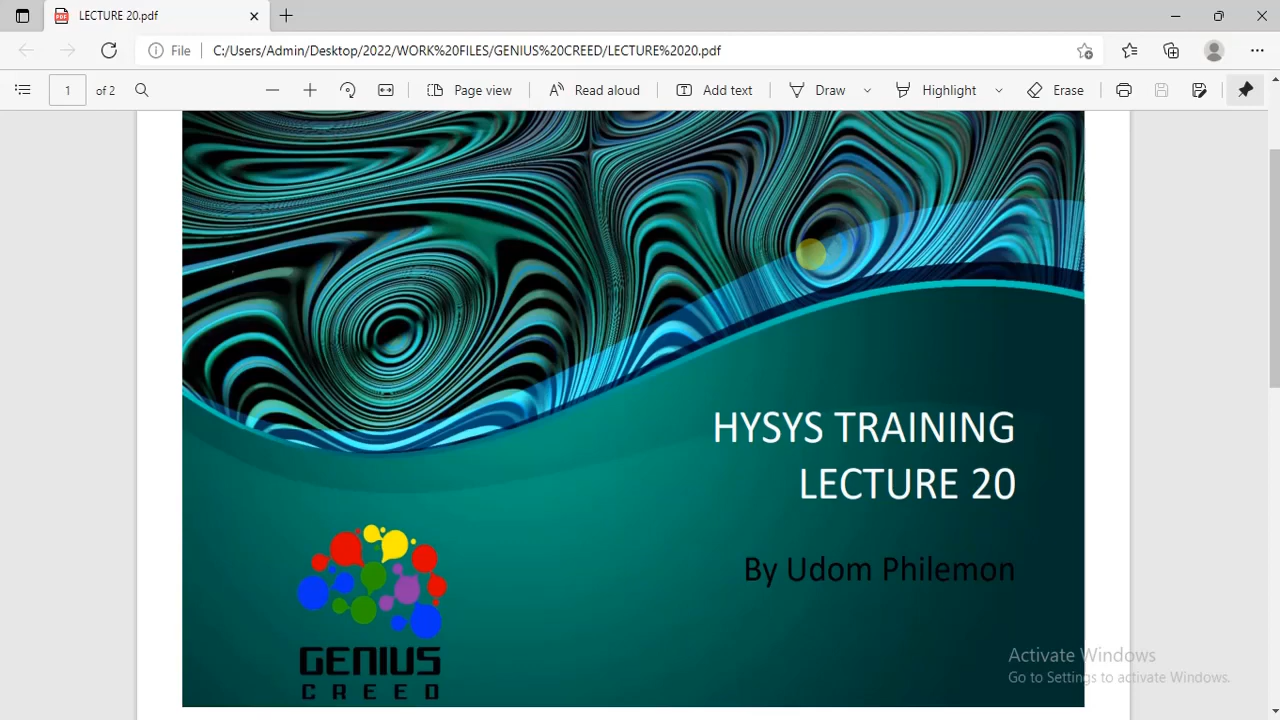 LECTURE 20.pdf
File C:/Users/Admin/Desktop/2022/WORK%20FILES/GENIUS%20CREED/LECTURE%2020.pdf
1 of 2 Page view A Read aloud T Add text Draw Highlight Erase
HYSYS TRAINING
LECTURE 20
By Udom Philemon
GENIUS
CREED
Activate Windows
Go to Settings to activate Windows.